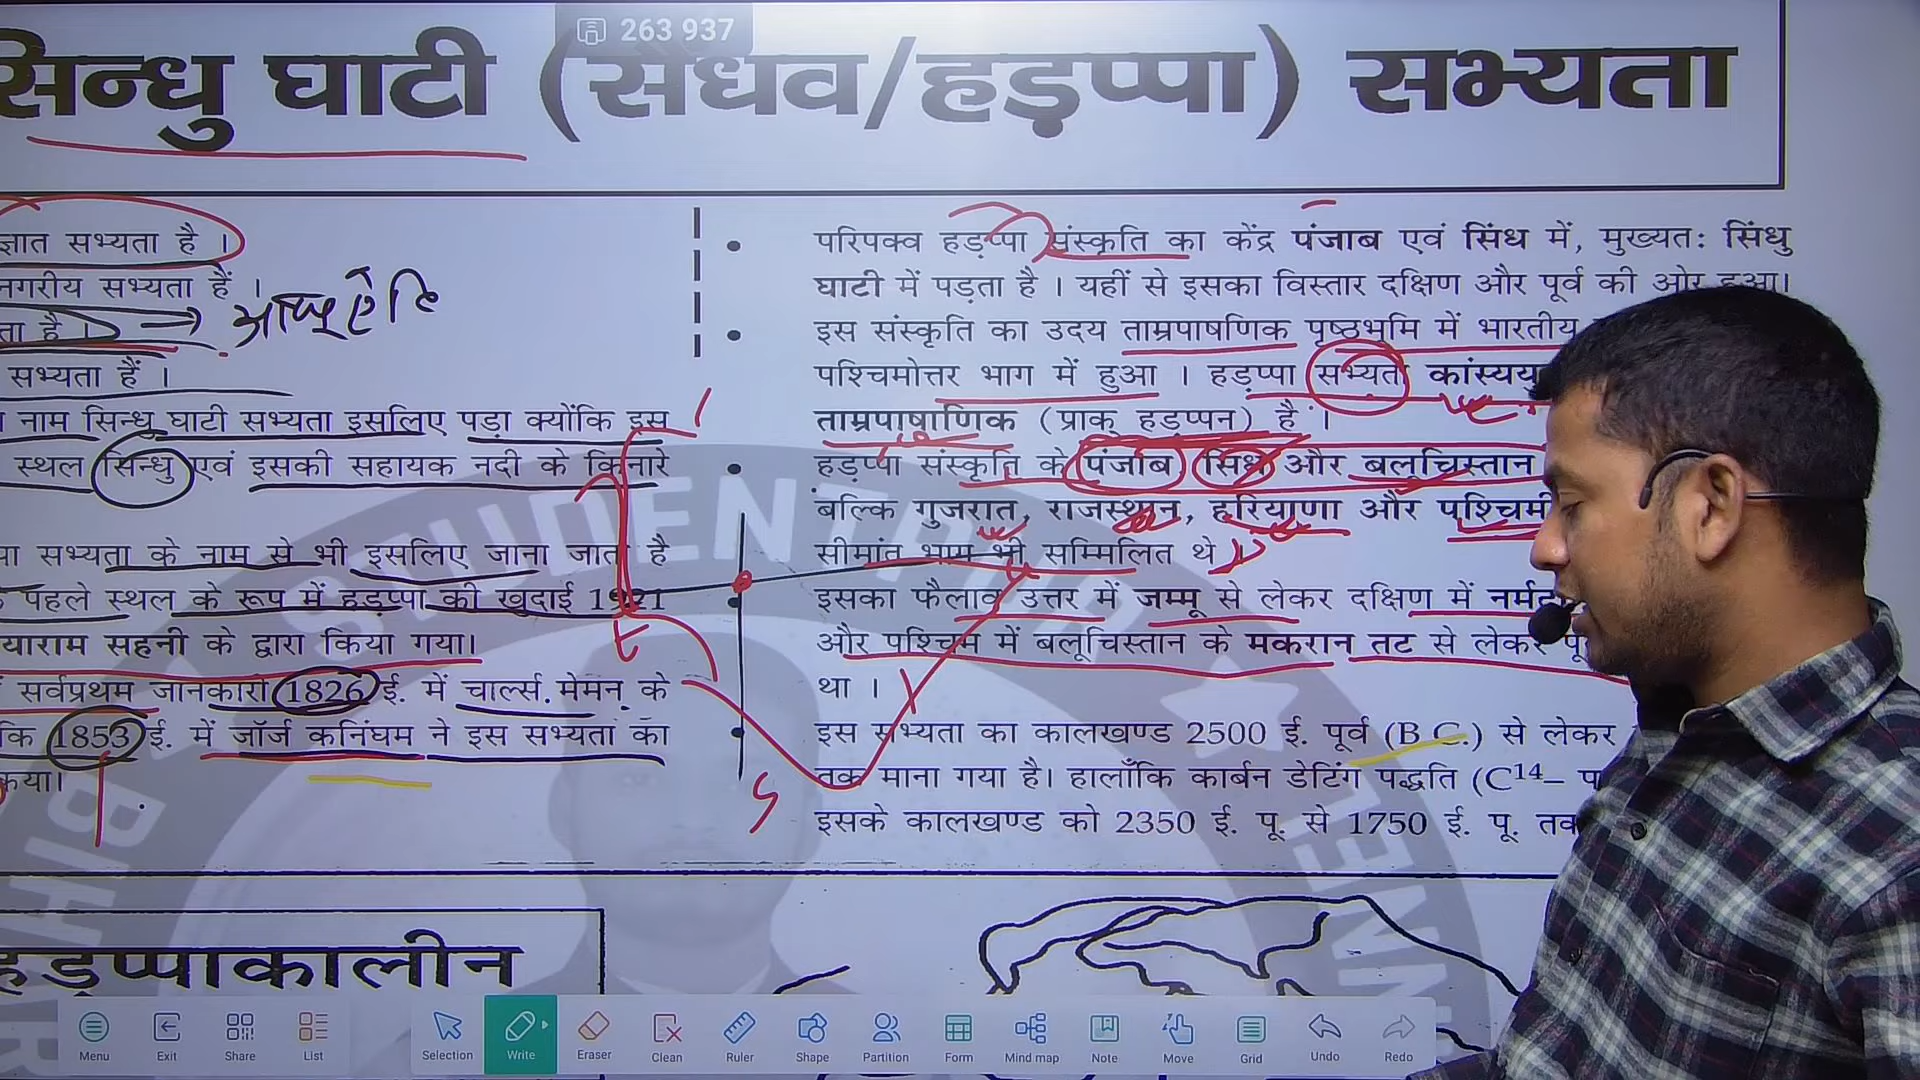 263 937
सिन्धु घाटी (सैंधव/हड़प्पा) सभ्यता
ज्ञात सभ्यता है ।
नगरीय सभ्यता हैं ।
ता है ।
सभ्यता हैं ।
नाम सिन्धु घाटी सभ्यता इसलिए पड़ा क्योंकि इस
स्थल सिन्धु एवं इसकी सहायक नदी के किनारे
सभ्यता के नाम से भी इसलिए जाना जाता है
पहले स्थल के रूप में हड़प्पा की खुदाई 1921
याराम सहनी के द्वारा किया गया।
सर्वप्रथम जानकारी 1826 ई. में चार्ल्स मेमन के
कि 1853 ई. में जॉर्ज कनिंघम ने इस सभ्यता का
किया।
• परिपक्व हड़प्पा संस्कृति का केंद्र पंजाब एवं सिंध में, मुख्यतः सिंधु
घाटी में पड़ता है । यहीं से इसका विस्तार दक्षिण और पूर्व की ओर हुआ।
• इस संस्कृति का उदय ताम्रपाषणिक पृष्ठभूमि में भारतीय
पश्चिमोत्तर भाग में हुआ । हड़प्पा सभ्यता कांस्ययु
ताम्रपाषाणिक (प्राक् हड़प्पन) है ।
• हड़प्पा संस्कृति के पंजाब सिंध और बलूचिस्तान
बल्कि गुजरात, राजस्थान, हरियाणा और पश्चिमी
सीमांत भाग भी सम्मिलित थे ।
• इसका फैलाव उत्तर में जम्मू से लेकर दक्षिण में नर्मद
और पश्चिम में बलूचिस्तान के मकरान तट से लेकर पू
था ।
• इस सभ्यता का कालखण्ड 2500 ई. पूर्व (B.C.) से लेकर
तक माना गया है। हालाँकि कार्बन डेटिंग पद्धति (C¹⁴– प
इसके कालखण्ड को 2350 ई. पू. से 1750 ई. पू. तक
हड़प्पाकालीन
STUDENT
Menu Exit Share List Selection Write Eraser Clean Ruler Shape Partition Form Mind map Note Move Grid Undo Redo